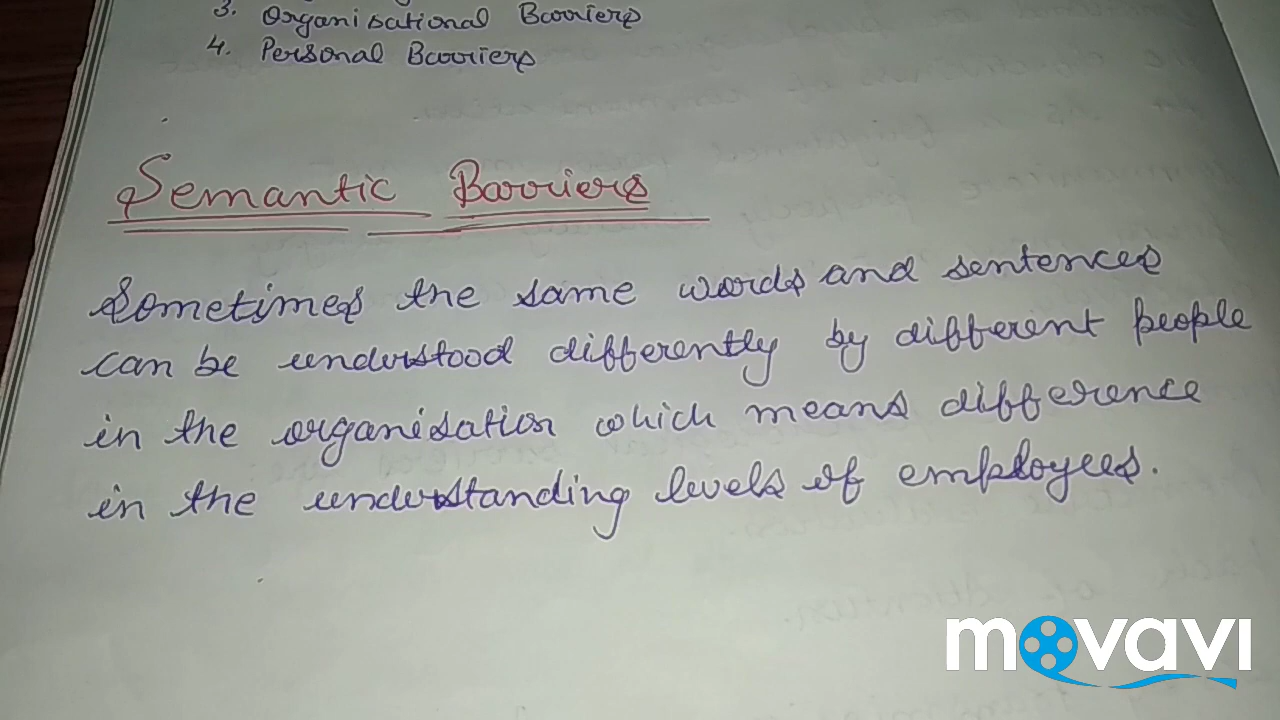 3. Organisational Barriers
4. Personal Barriers
Semantic Barriers
Sometimes the same words and sentences
can be understood differently by different people
in the organisation which means difference
in the understanding levels of employees.
movavi